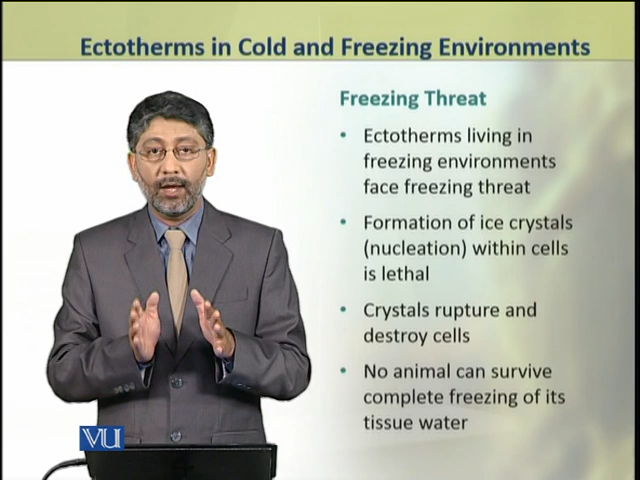 Ectotherms in Cold and Freezing Environments
Freezing Threat
• Ectotherms living in
freezing environments
face freezing threat
• Formation of ice crystals
(nucleation) within cells
is lethal
• Crystals rupture and
destroy cells
• No animal can survive
complete freezing of its
tissue water
VU